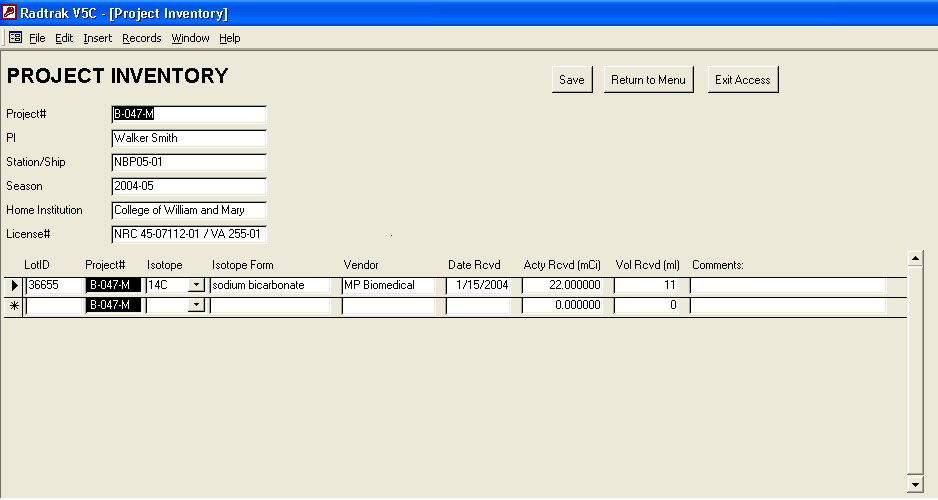 Radtrak V5C - [Project Inventory]
File Edit Insert Records Window Help
PROJECT INVENTORY
Save Return to Menu Exit Access
Project# B-047-M
PI Walker Smith
Station/Ship NBP05-01
Season 2004-05
Home Institution College of William and Mary
License# NRC 45-07112-01 / VA 255-01
LotID Project# Isotope Isotope Form Vendor Date Rcvd Acty Rcvd (mCi) Vol Rcvd (ml) Comments:
36655 B-047-M 14C sodium bicarbonate MP Biomedical 1/15/2004 22.000000 11
B-047-M 0.000000 0